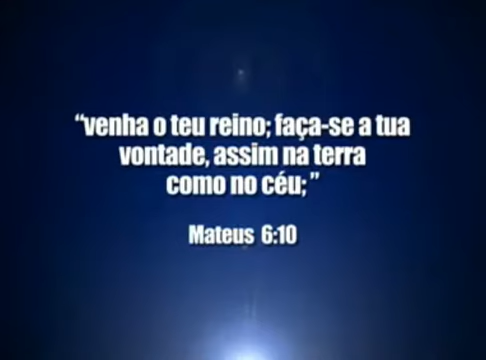 “venha o teu reino; faça-se a tua
vontade, assim na terra
como no céu;”
Mateus 6:10